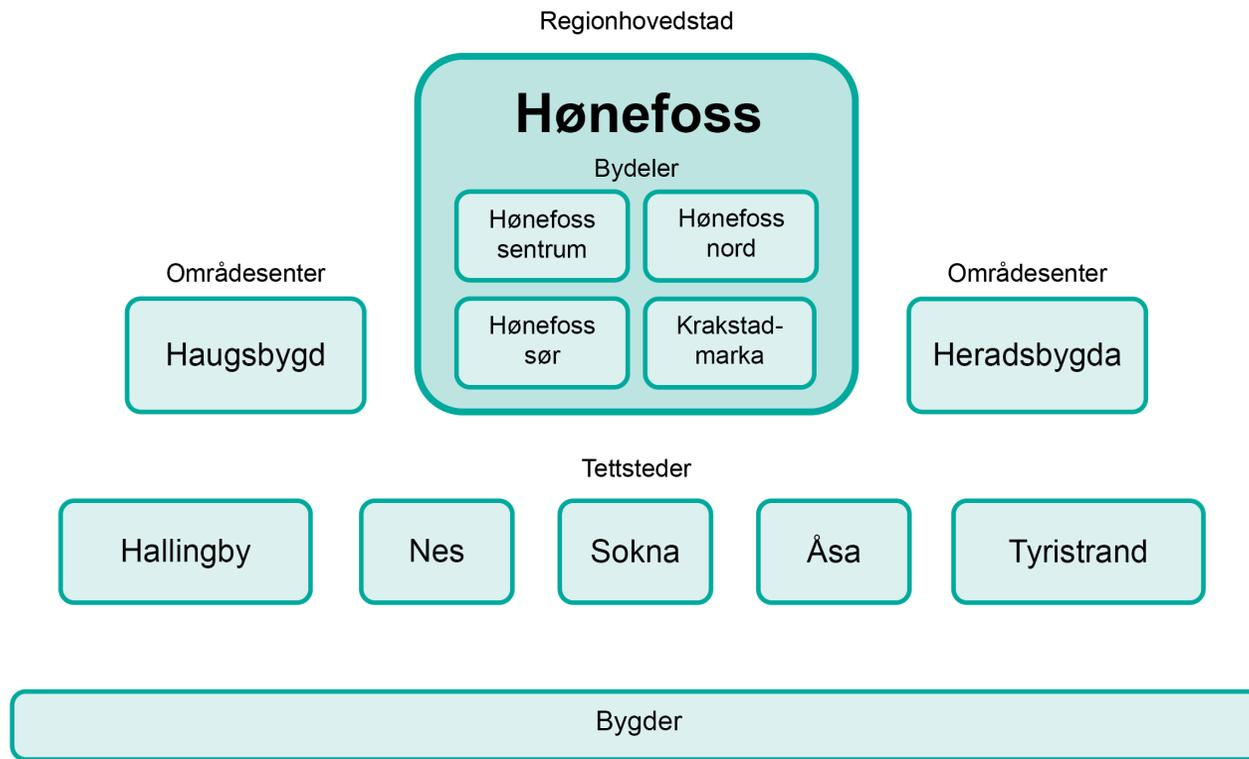 Regionhovedstad
Hønefoss
Bydeler
Hønefoss
sentrum
Hønefoss
nord
Hønefoss
sør
Krakstad-
marka
Områdesenter
Haugsbygd
Områdesenter
Heradsbygda
Tettsteder
Hallingby
Nes
Sokna
Åsa
Tyristrand
Bygder